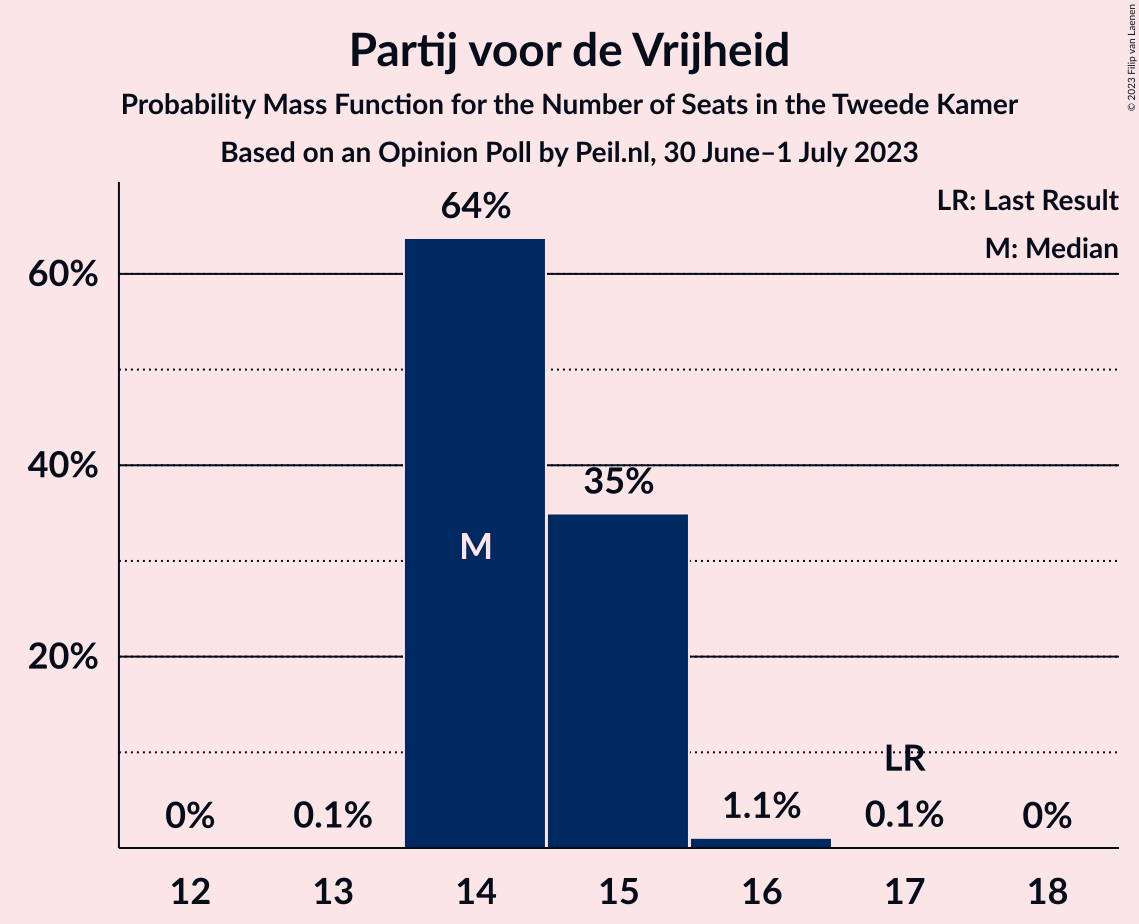 Partij voor de Vrijheid
Probability Mass Function for the Number of Seats in the Tweede Kamer
Based on an Opinion Poll by Peil.nl, 30 June–1 July 2023
© 2023 Filip van Laenen
LR: Last Result
M: Median
64%
60%
40%
35%
M
20%
LR
0%
0.1%
1.1%
0.1%
0%
12
13
14
15
16
17
18